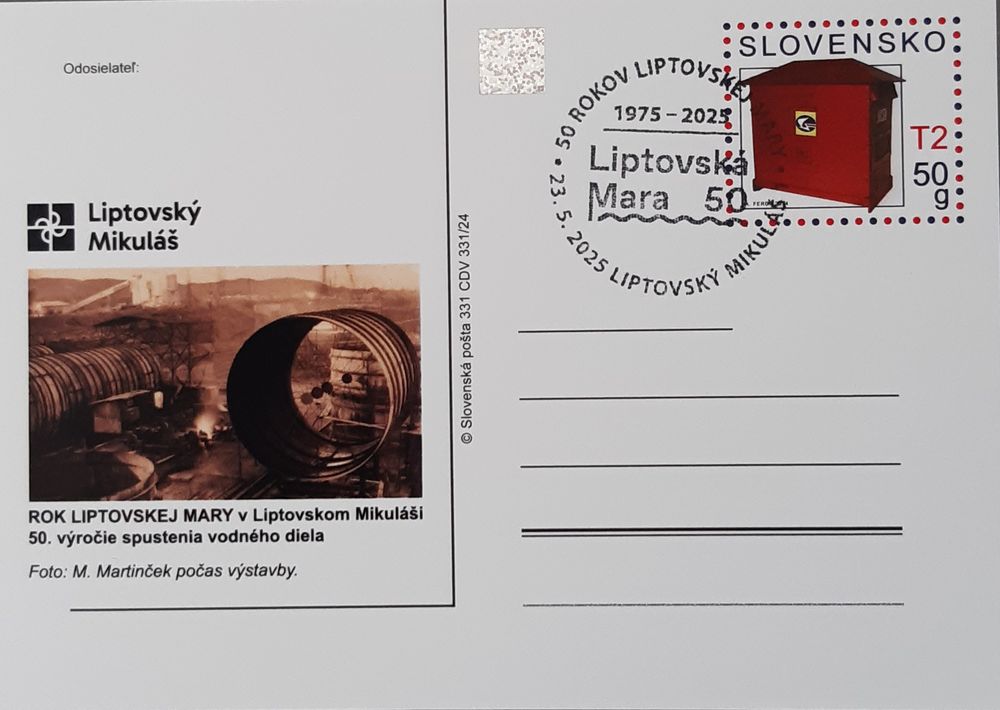 Odosielateľ:
Liptovský
Mikuláš
ROK LIPTOVSKEJ MARY v Liptovskom Mikuláši
50. výročie spustenia vodného diela
Foto: M. Martinček počas výstavby.
© Slovenská pošta 331 CDV 331/24
50 ROKOV LIPTOVSKEJ MARY
1975 – 2025
Liptovská
Mara 50
• 23. 5. 2025 LIPTOVSKÝ MIKULÁŠ
SLOVENSKO
T2
50
g